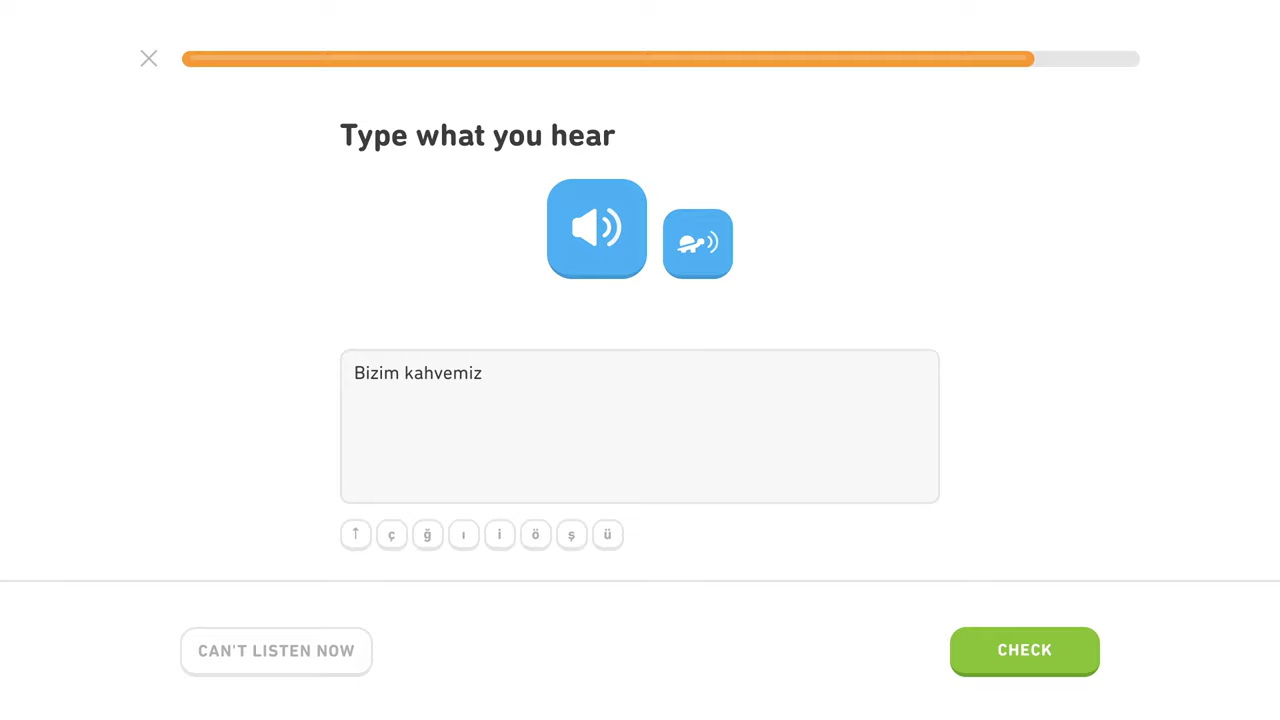 Type what you hear
Bizim kahvemiz
↑ ç ğ ı i ö ş ü
CAN'T LISTEN NOW
CHECK